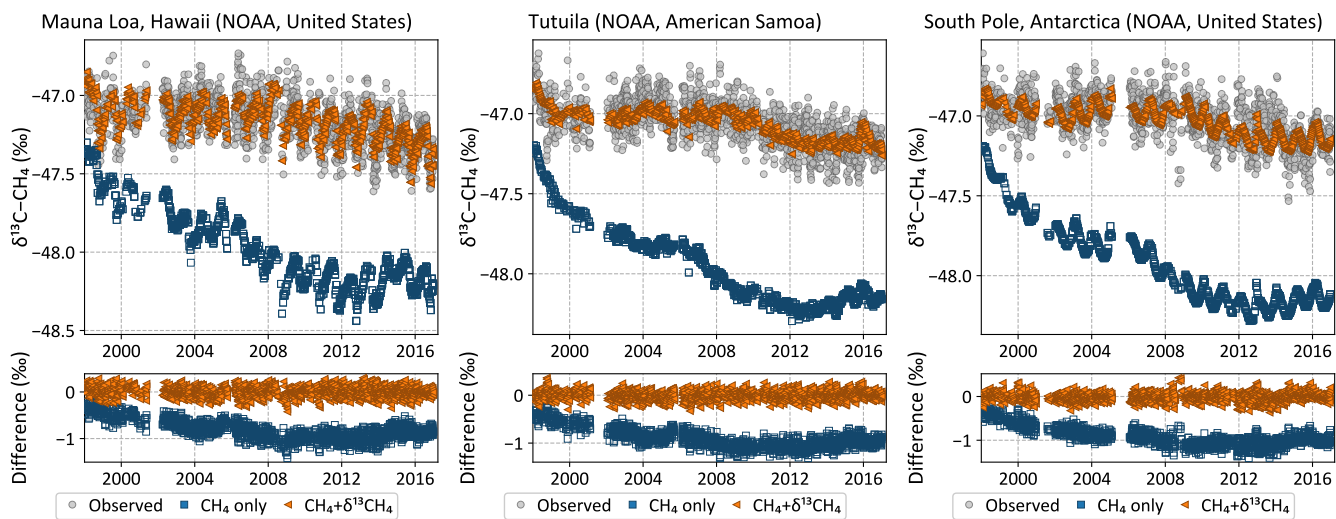 Mauna Loa, Hawaii (NOAA, United States)
−47.0
−47.5
−48.0
−48.5
δ¹³C−CH₄ (‰)
2000 2004 2008 2012 2016
0
−1
Difference (‰)
2000 2004 2008 2012 2016
Observed CH₄ only CH₄+δ¹³CH₄
Tutuila (NOAA, American Samoa)
−47.0
−47.5
−48.0
δ¹³C−CH₄ (‰)
2000 2004 2008 2012 2016
0
−1
Difference (‰)
2000 2004 2008 2012 2016
Observed CH₄ only CH₄+δ¹³CH₄
South Pole, Antarctica (NOAA, United States)
−47.0
−47.5
−48.0
δ¹³C−CH₄ (‰)
2000 2004 2008 2012 2016
0
−1
Difference (‰)
2000 2004 2008 2012 2016
Observed CH₄ only CH₄+δ¹³CH₄